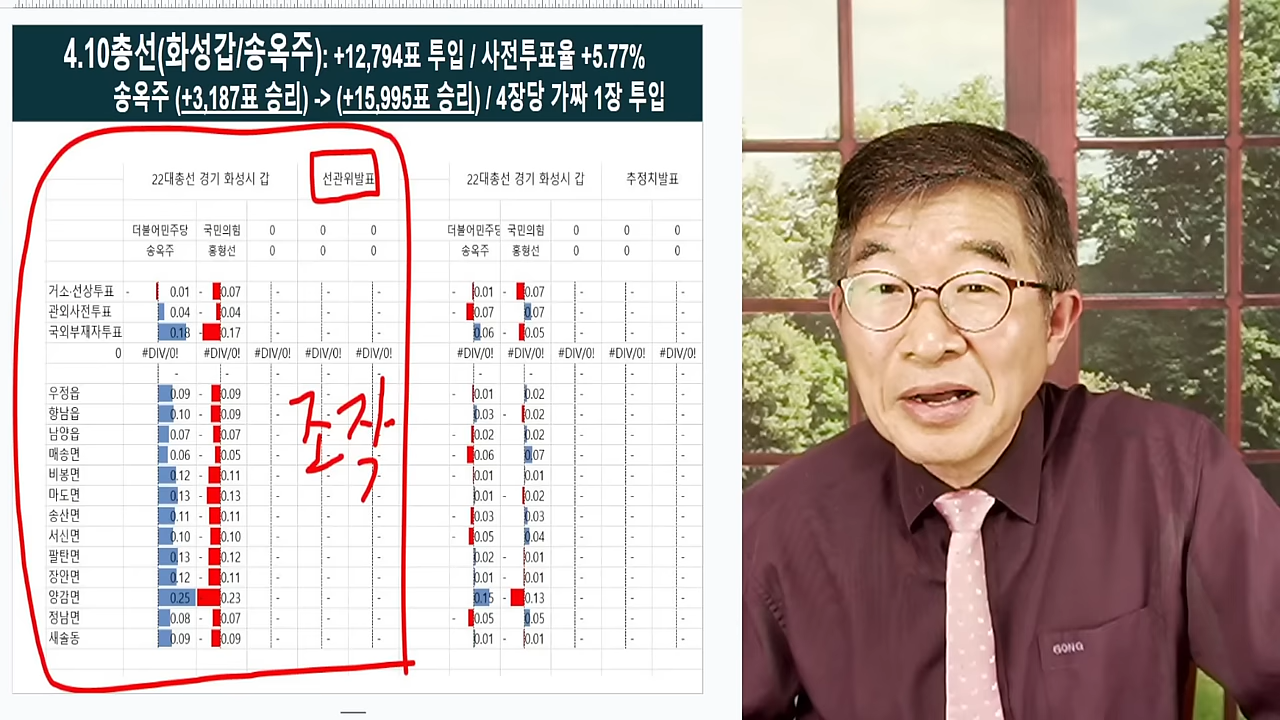 4.10총선(화성갑/송옥주): +12,794표 투입 / 사전투표율 +5.77%
송옥주 (+3,187표 승리) -> (+15,995표 승리) / 4장당 가짜 1장 투입
22대총선 경기 화성시 갑 선관위발표 22대총선 경기 화성시 갑 추정치발표
더불어민주당 국민의힘 0 0 0 더불어민주당 국민의힘 0 0 0
송옥주 홍형선 0 0 0 송옥주 홍형선 0 0 0
거소·선상투표 - 0.01 - 0.07 - - - - 0.01 - 0.07 - - -
관외사전투표 0.04 - 0.04 - - - - 0.07 0.07 - - -
국외부재자투표 0.18 - 0.17 - - - 0.06 - 0.05 - - -
0 #DIV/0! #DIV/0! #DIV/0! #DIV/0! #DIV/0! #DIV/0! #DIV/0! #DIV/0! #DIV/0! #DIV/0!
- - - - - - - -
우정읍 0.09 - 0.09 - - - - 0.01 0.02 - - -
향남읍 0.10 - 0.09 - - - 0.03 - 0.02 - - -
남양읍 0.07 - 0.07 - - - - 0.02 0.02 - - -
매송면 0.06 - 0.05 - - - - 0.06 0.07 - - -
비봉면 0.12 - 0.11 - - - - 0.01 0.01 - - -
마도면 0.13 - 0.13 - - - 0.01 - 0.02 - - -
송산면 0.11 - 0.11 - - - - 0.03 0.03 - - -
서신면 0.10 - 0.10 - - - - 0.05 0.04 - - -
팔탄면 0.13 - 0.12 - - - 0.02 - 0.01 - - -
장안면 0.12 - 0.11 - - - 0.01 - 0.01 - - -
양감면 0.25 - 0.23 - - - 0.15 - 0.13 - - -
정남면 0.08 - 0.07 - - - - 0.05 0.05 - - -
새솔동 0.09 - 0.09 - - - 0.01 - 0.01 - - -
조작
GONG